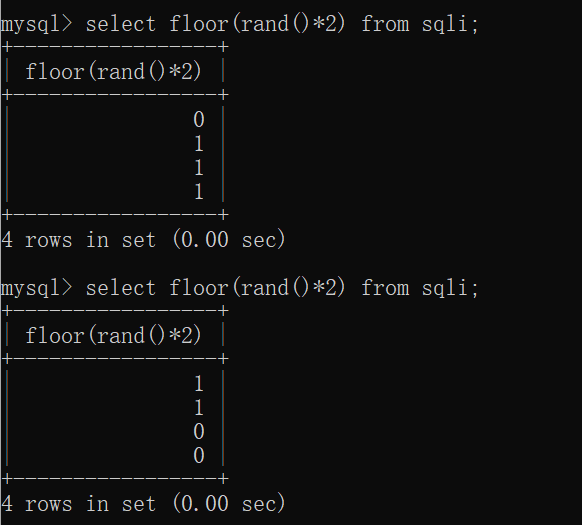 mysql> select floor(rand()*2) from sqli;
+-----------------+
| floor(rand()*2) |
+-----------------+
|               0 |
|               1 |
|               1 |
|               1 |
+-----------------+
4 rows in set (0.00 sec)
mysql> select floor(rand()*2) from sqli;
+-----------------+
| floor(rand()*2) |
+-----------------+
|               1 |
|               1 |
|               0 |
|               0 |
+-----------------+
4 rows in set (0.00 sec)